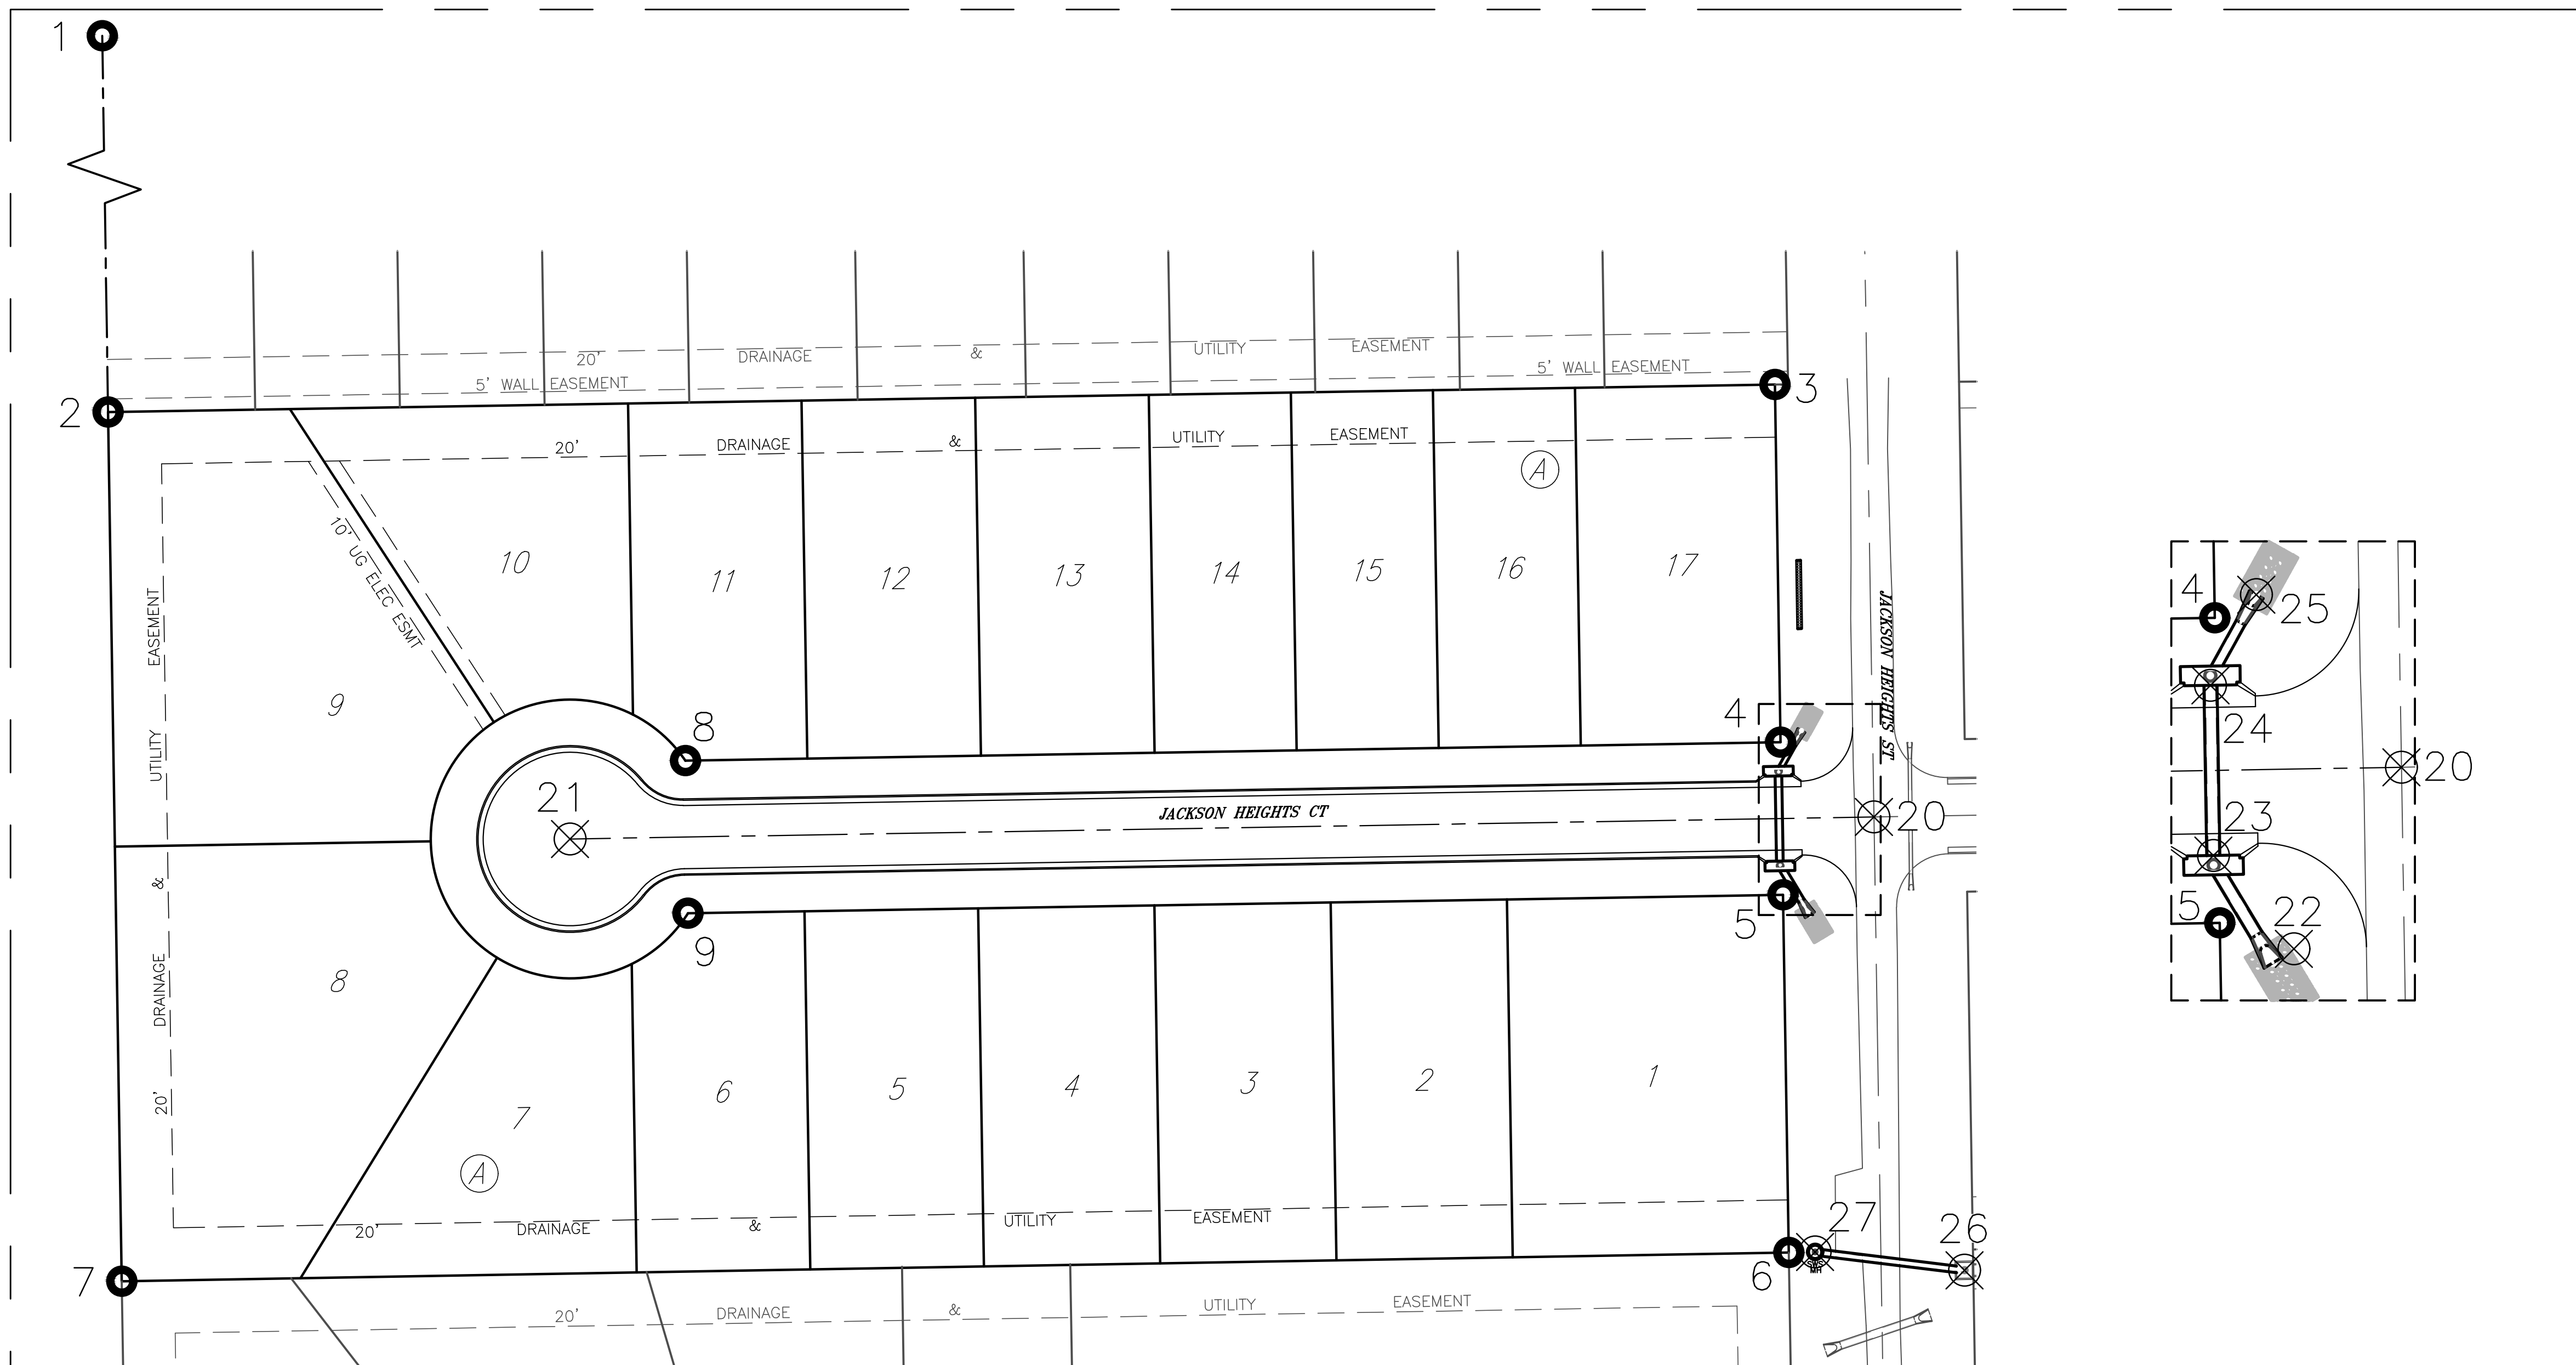 1
20' DRAINAGE & UTILITY EASEMENT
5' WALL EASEMENT
5' WALL EASEMENT
2
3
20' DRAINAGE & UTILITY EASEMENT
A
10' UG ELEC ESMT
10
11
12
13
14
15
16
17
9
20' DRAINAGE & UTILITY EASEMENT
JACKSON HEIGHTS ST
8
4
21
JACKSON HEIGHTS CT
20
9
5
8
7
6
5
4
3
2
1
A
20' DRAINAGE & UTILITY EASEMENT
7
6
27
26
SWS
MH
20' DRAINAGE & UTILITY EASEMENT
4
25
24
20
23
5
22